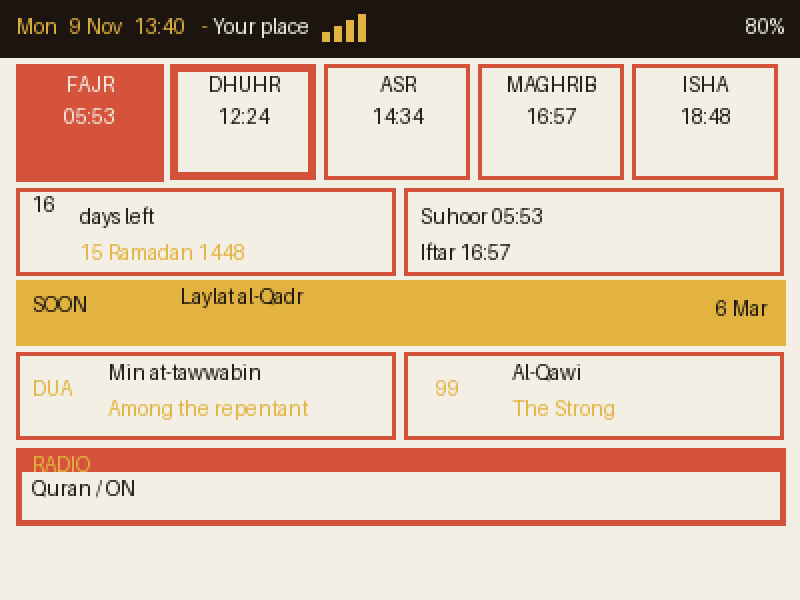 Mon 9 Nov 13:40 - Your place 80%
FAJR DHUHR ASR MAGHRIB ISHA
05:53 12:24 14:34 16:57 18:48
16 days left
15 Ramadan 1448
Suhoor 05:53
Iftar 16:57
SOON Laylat al-Qadr 6 Mar
DUA Min at-tawwabin
Among the repentant
99 Al-Qawi
The Strong
RADIO
Quran / ON